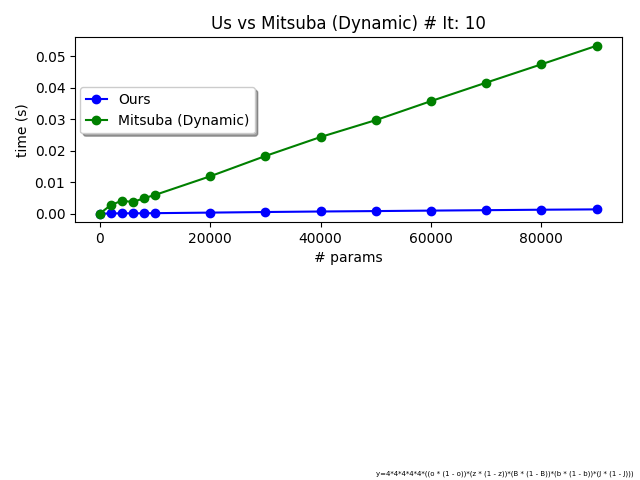 Us vs Mitsuba (Dynamic) # It: 10
time (s)
0.05
0.04
0.03
0.02
0.01
0.00
Ours
Mitsuba (Dynamic)
0 20000 40000 60000 80000
# params
y=4*4*4*4*4*((o * (1 - o))*(z * (1 - z))*(B * (1 - B))*(b * (1 - b))*(J * (1 - J)))